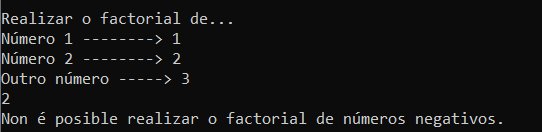 Realizar o factorial de...
Número 1 --------> 1
Número 2 --------> 2
Outro número -----> 3
2
Non é posible realizar o factorial de números negativos.